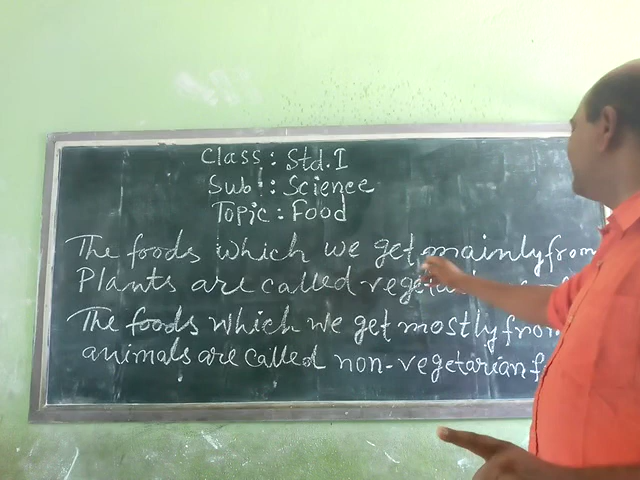 Class : Std. I
Sub : Science
Topic : Food
The foods which we get mainly from
Plants are called
The foods which we get mostly from
animals are called non-vegetarian